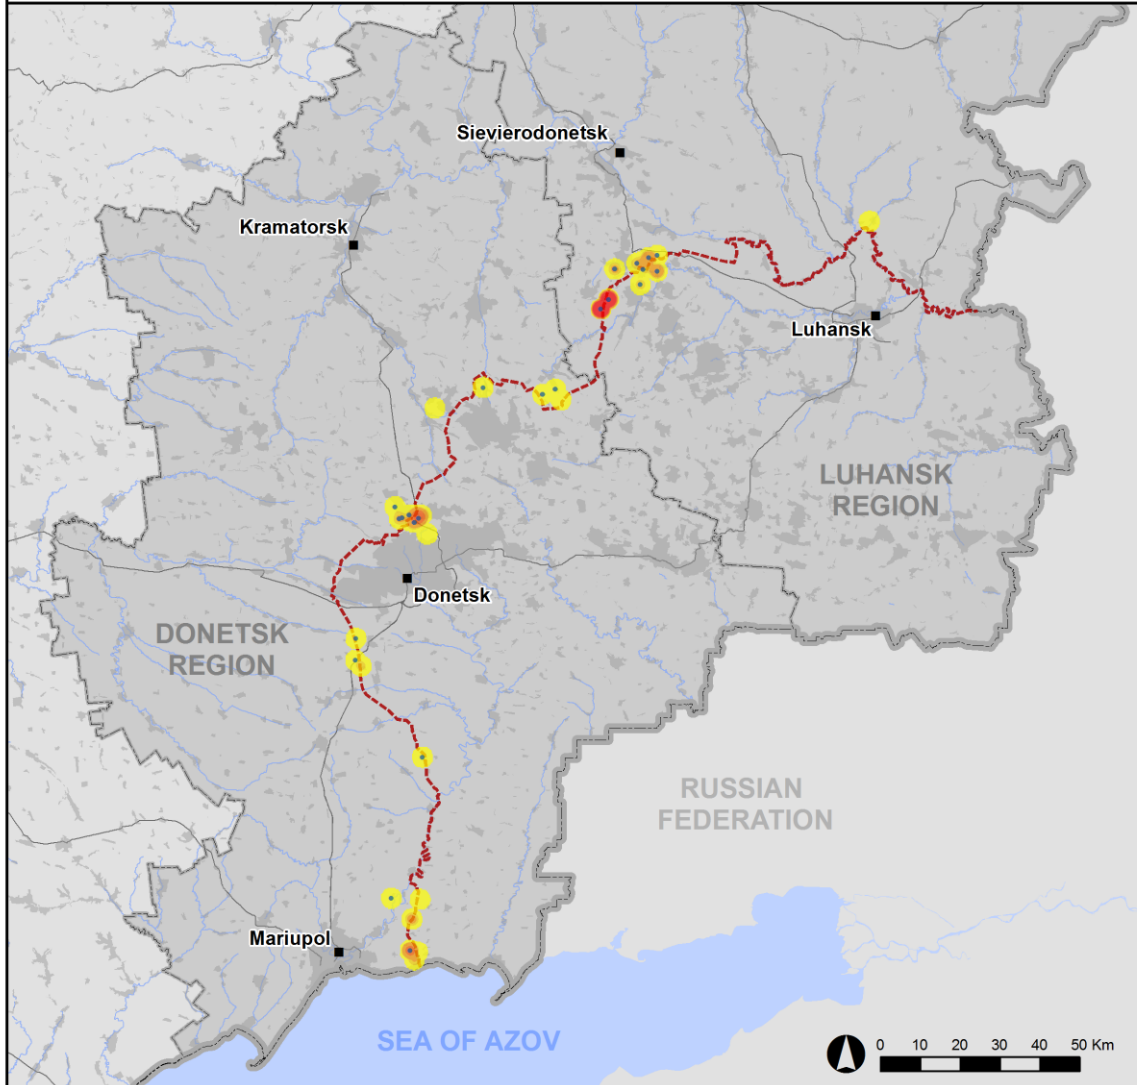 Sievierodonetsk
Kramatorsk
Luhansk
LUHANSK
REGION
Donetsk
DONETSK
REGION
RUSSIAN
FEDERATION
Mariupol
SEA OF AZOV
0 10 20 30 40 50 Km